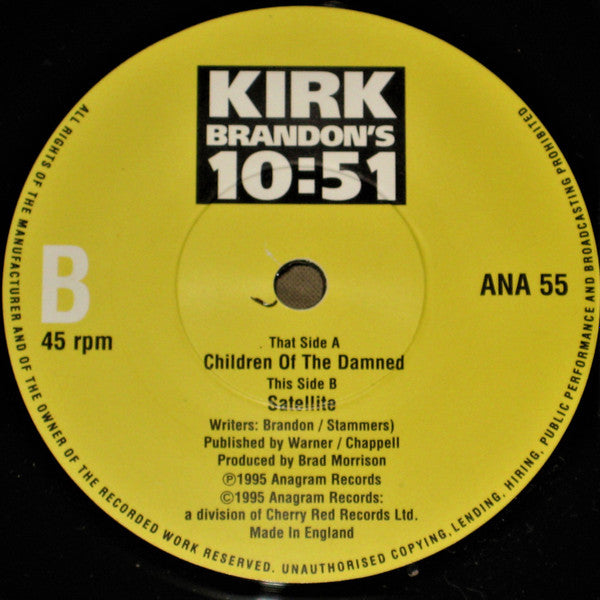 KIRK
BRANDON'S
10:51
B
45 rpm
ANA 55
That Side A
Children Of The Damned
This Side B
Satellite
Writers: Brandon / Stammers)
Published by Warner / Chappell
Produced by Brad Morrison
℗1995 Anagram Records
©1995 Anagram Records:
a division of Cherry Red Records Ltd.
Made In England
ALL RIGHTS OF THE MANUFACTURER AND OF THE OWNER OF THE RECORDED WORK RESERVED. UNAUTHORISED COPYING, LENDING, HIRING, PUBLIC PERFORMANCE AND BROADCASTING PROHIBITED